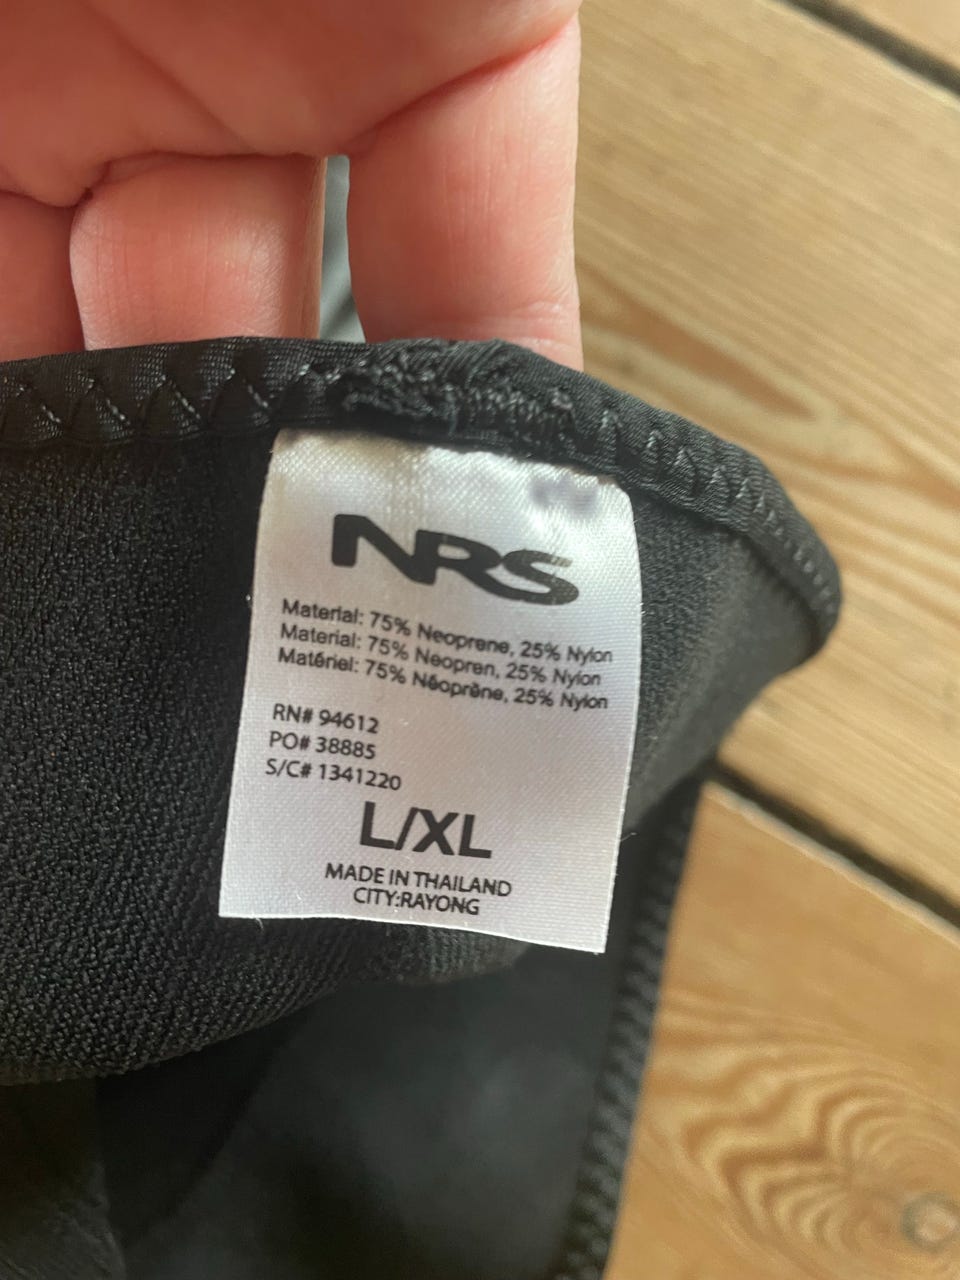 NRS
Material: 75% Neoprene, 25% Nylon
Material: 75% Neopren, 25% Nylon
Matériel: 75% Néoprène, 25% Nylon
RN# 94612
PO# 38885
S/C# 1341220
L/XL
MADE IN THAILAND
CITY:RAYONG